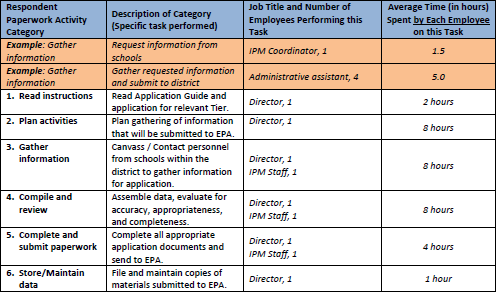 Respondent
Paperwork Activity
Category
Description of Category
(Specific task performed)
Job Title and Number of
Employees Performing this
Task
Average Time (in hours)
Spent by Each Employee
on this Task
Example: Gather
information
Request information from
schools
IPM Coordinator, 1
1.5
Example: Gather
information
Gather requested information
and submit to district
Administrative assistant, 4
5.0
1. Read instructions
Read Application Guide and
application for relevant Tier.
Director, 1
2 hours
2. Plan activities
Plan gathering of information
that will be submitted to EPA.
Director, 1
8 hours
3. Gather
information
Canvass / Contact personnel
from schools within the
district to gather information
for application.
Director, 1
IPM Staff, 1
8 hours
4. Compile and
review
Assemble data, evaluate for
accuracy, appropriateness,
and completeness.
Director, 1
IPM Staff, 1
8 hours
5. Complete and
submit paperwork
Complete all appropriate
application documents and
send to EPA.
Director, 1
IPM Staff, 1
4 hours
6. Store/Maintain
data
File and maintain copies of
materials submitted to EPA.
Director, 1
1 hour